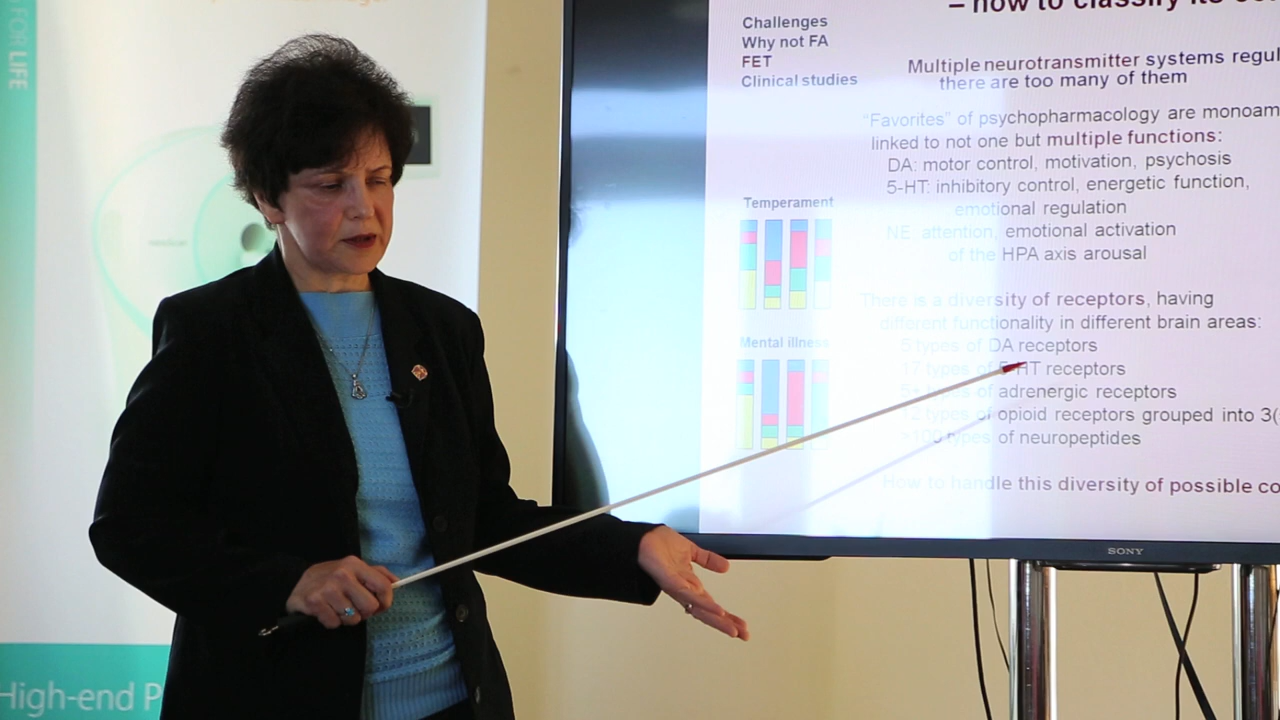 FOR LIFE
High-end P
– how to classify its
Challenges
Why not FA
FET
Clinical studies
Multiple neurotransmitter systems regul
there are too many of them
"Favorites" of psychopharmacology are monoam
linked to not one but multiple functions:
DA: motor control, motivation, psychosis
5-HT: inhibitory control, energetic function,
emotional regulation
NE: attention, emotional activation
of the HPA axis arousal
Temperament
There is a diversity of receptors, having
different functionality in different brain areas:
5 types of DA receptors
17 types of 5-HT receptors
5+ types of adrenergic receptors
12 types of opioid receptors grouped into 3(
>100 types of neuropeptides
Mental illness
How to handle this diversity of possible co
SONY